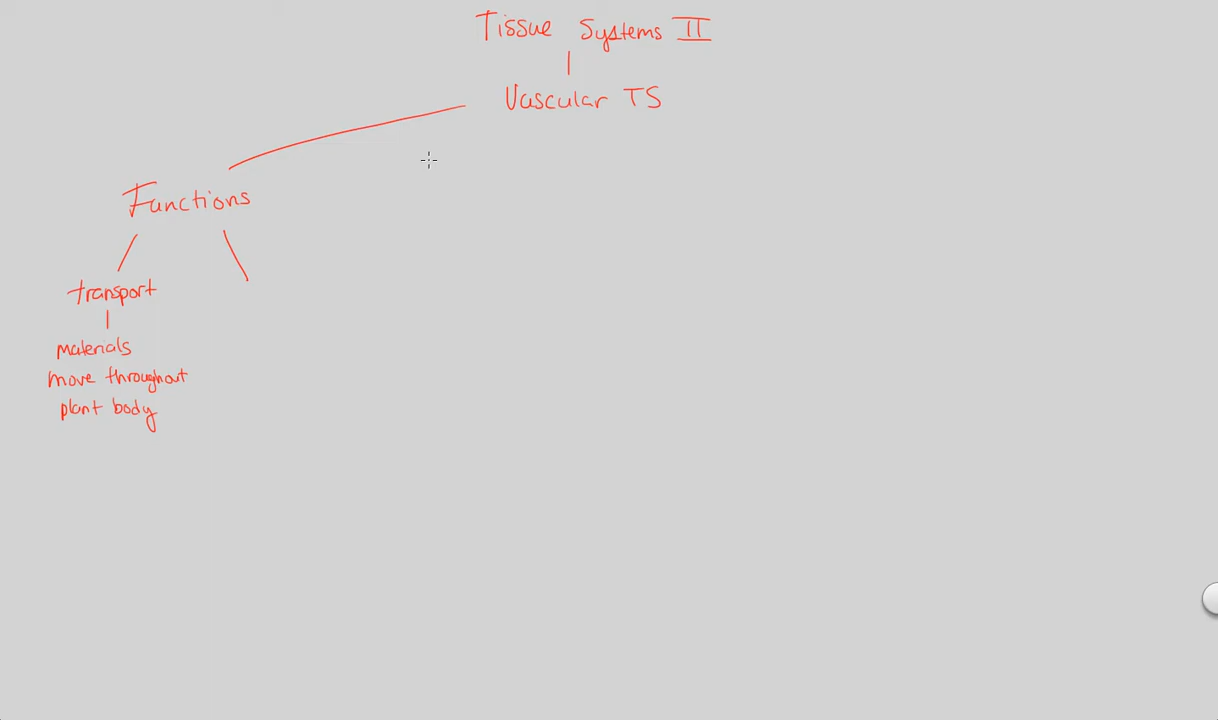 Tissue Systems II
Vascular TS
Functions
transport
materials
move throughout
plant body